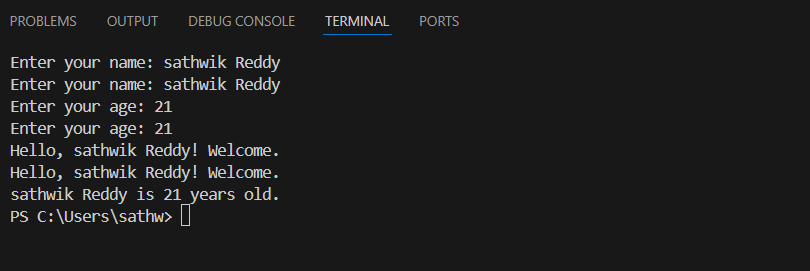 PROBLEMS OUTPUT DEBUG CONSOLE TERMINAL PORTS
Enter your name: sathwik Reddy
Enter your name: sathwik Reddy
Enter your age: 21
Enter your age: 21
Hello, sathwik Reddy! Welcome.
Hello, sathwik Reddy! Welcome.
sathwik Reddy is 21 years old.
PS C:\Users\sathw>